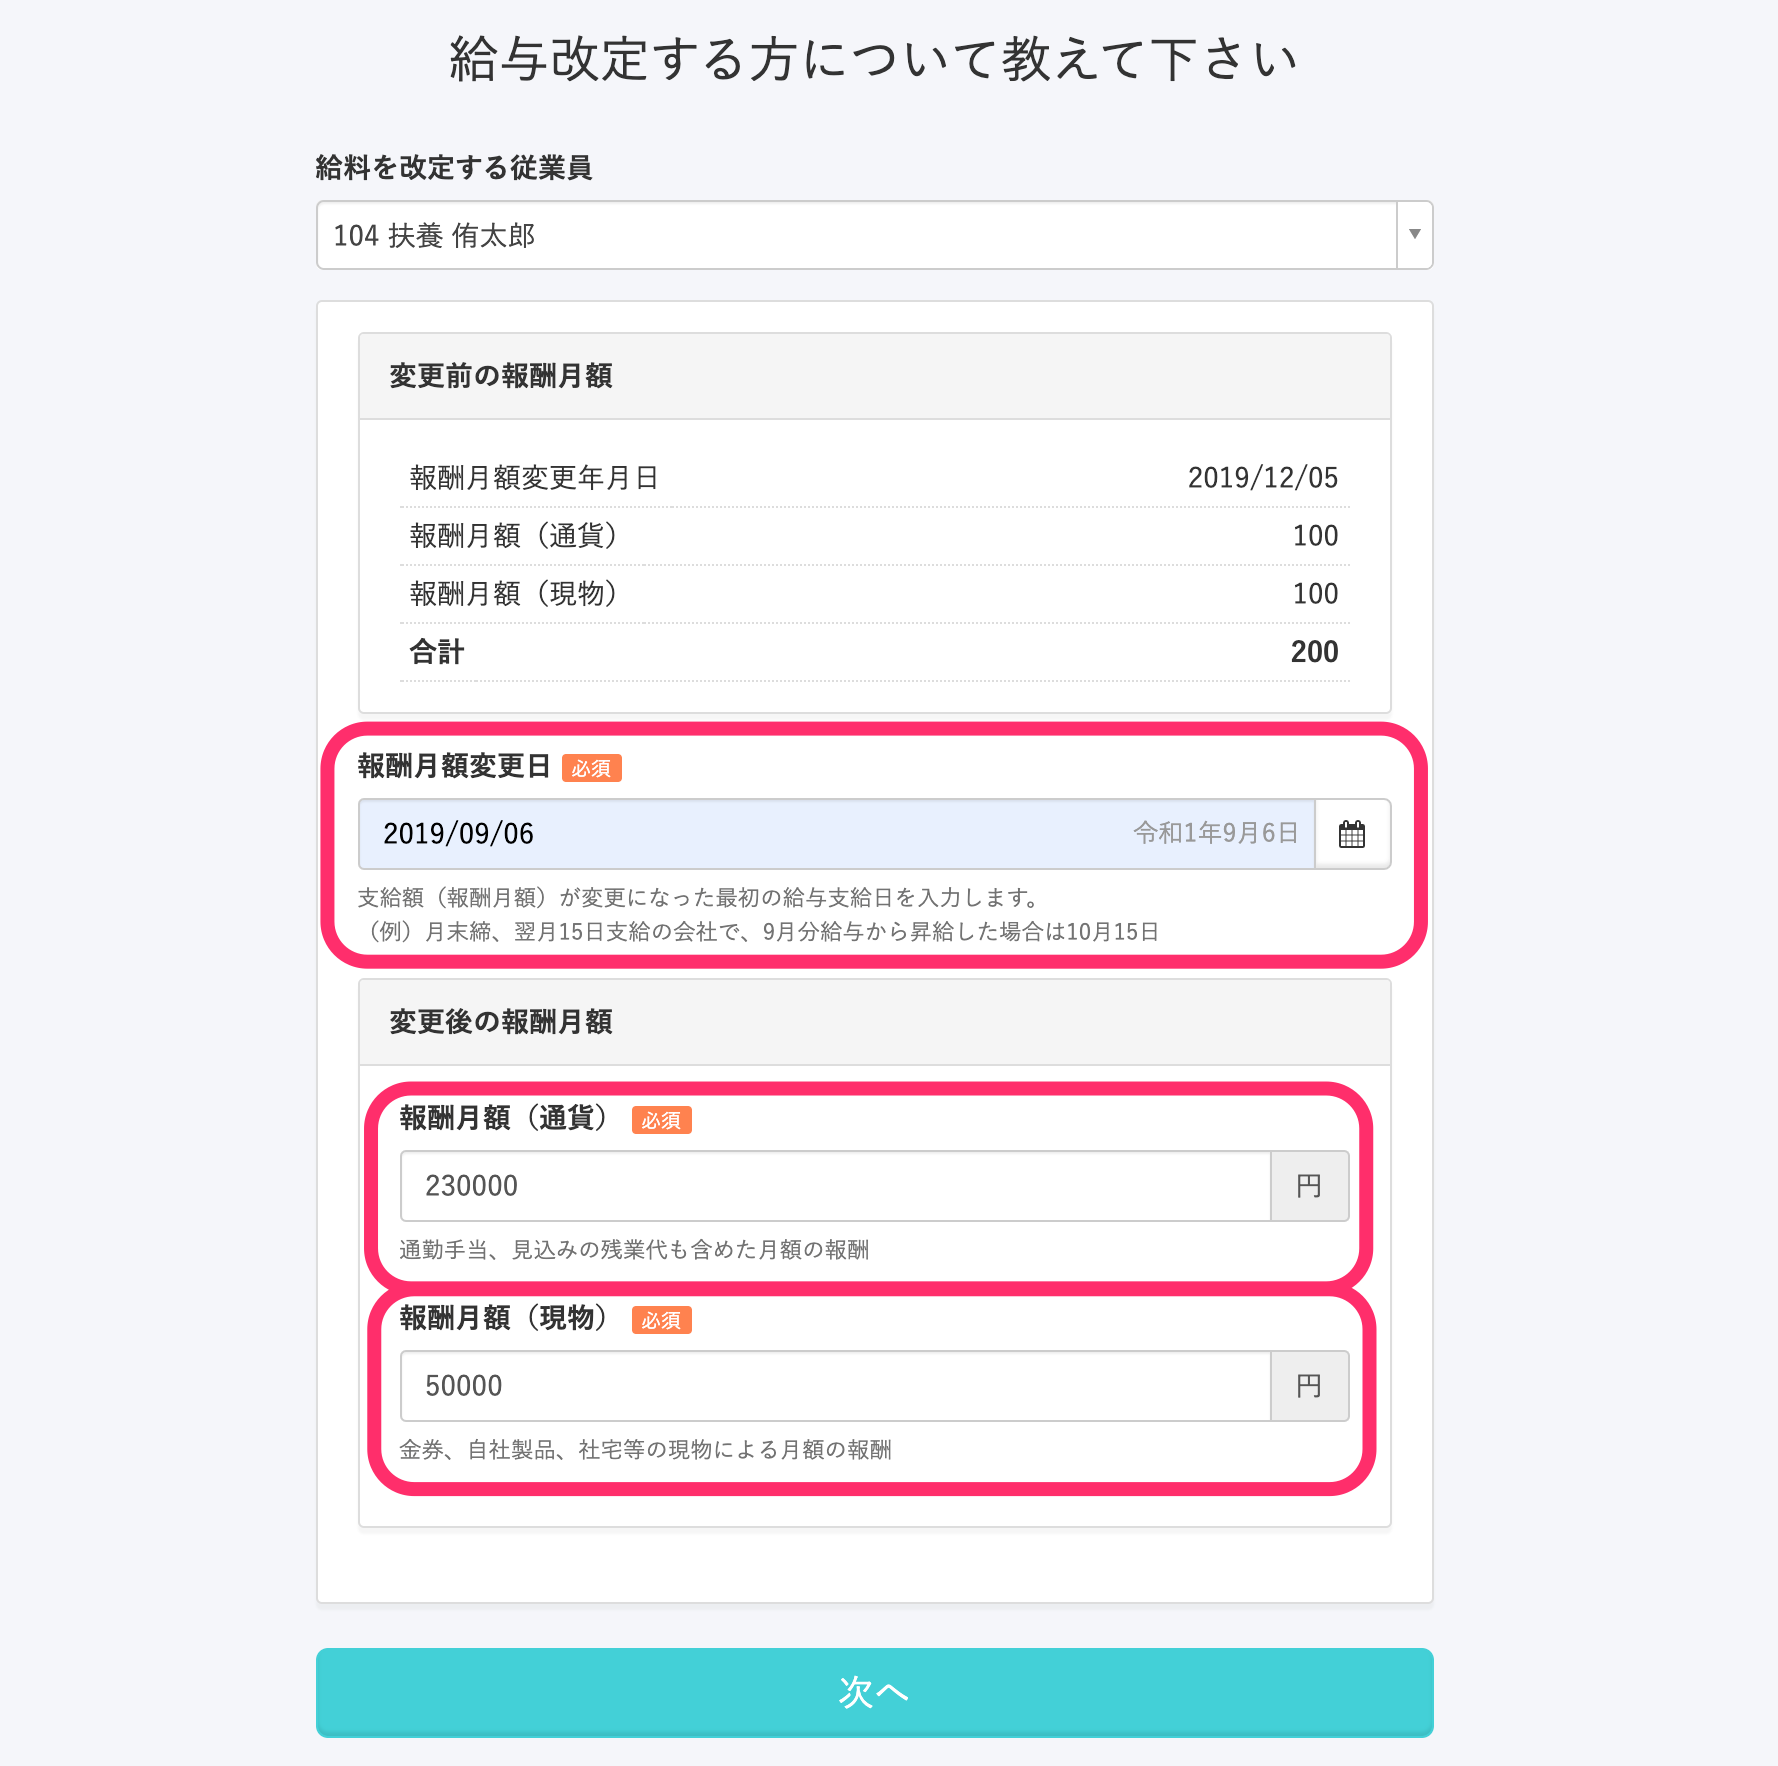 給与改定する方について教えて下さい
給料を改定する従業員
104 扶養 侑太郎
変更前の報酬月額
報酬月額変更年月日 2019/12/05
報酬月額（通貨） 100
報酬月額（現物） 100
合計 200
報酬月額変更日 必須
2019/09/06 令和1年9月6日
支給額（報酬月額）が変更になった最初の給与支給日を入力します。
（例）月末締、翌月15日支給の会社で、9月分給与から昇給した場合は10月15日
変更後の報酬月額
報酬月額（通貨） 必須
230000 円
通勤手当、見込みの残業代も含めた月額の報酬
報酬月額（現物） 必須
50000 円
金券、自社製品、社宅等の現物による月額の報酬
次へ